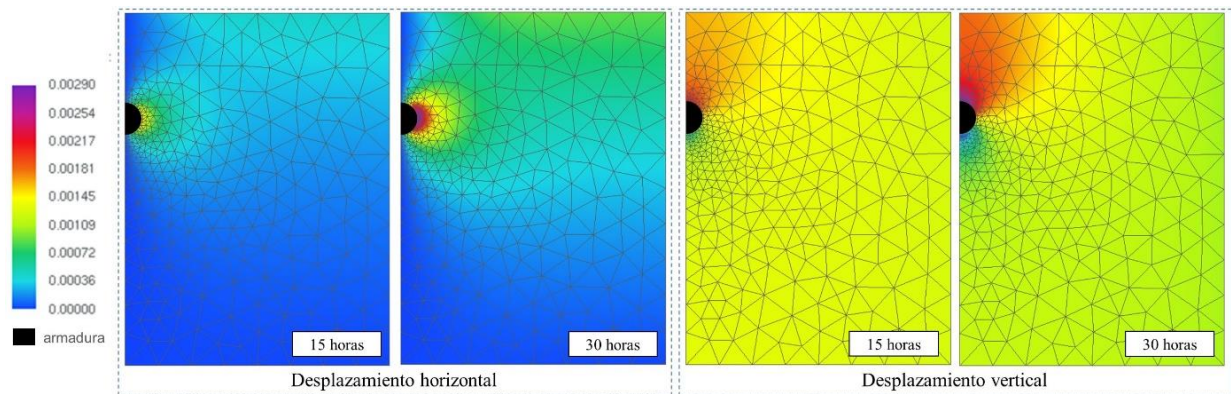 0.00290
0.00254
0.00217
0.00181
0.00145
0.00109
0.00072
0.00036
0.00000
armadura
15 horas
30 horas
15 horas
30 horas
Desplazamiento horizontal
Desplazamiento vertical